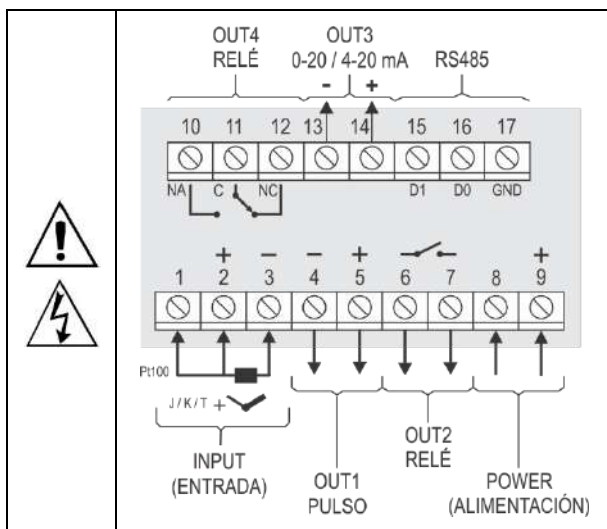 OUT4 OUT3
RELÉ 0-20 / 4-20 mA RS485
- +
10 11 12 13 14 15 16 17
NA C NC D1 D0 GND
+ − − + +
1 2 3 4 5 6 7 8 9
Pt100
J/K/T +
INPUT
(ENTRADA)
OUT1
PULSO
OUT2
RELÉ
POWER
(ALIMENTACIÓN)